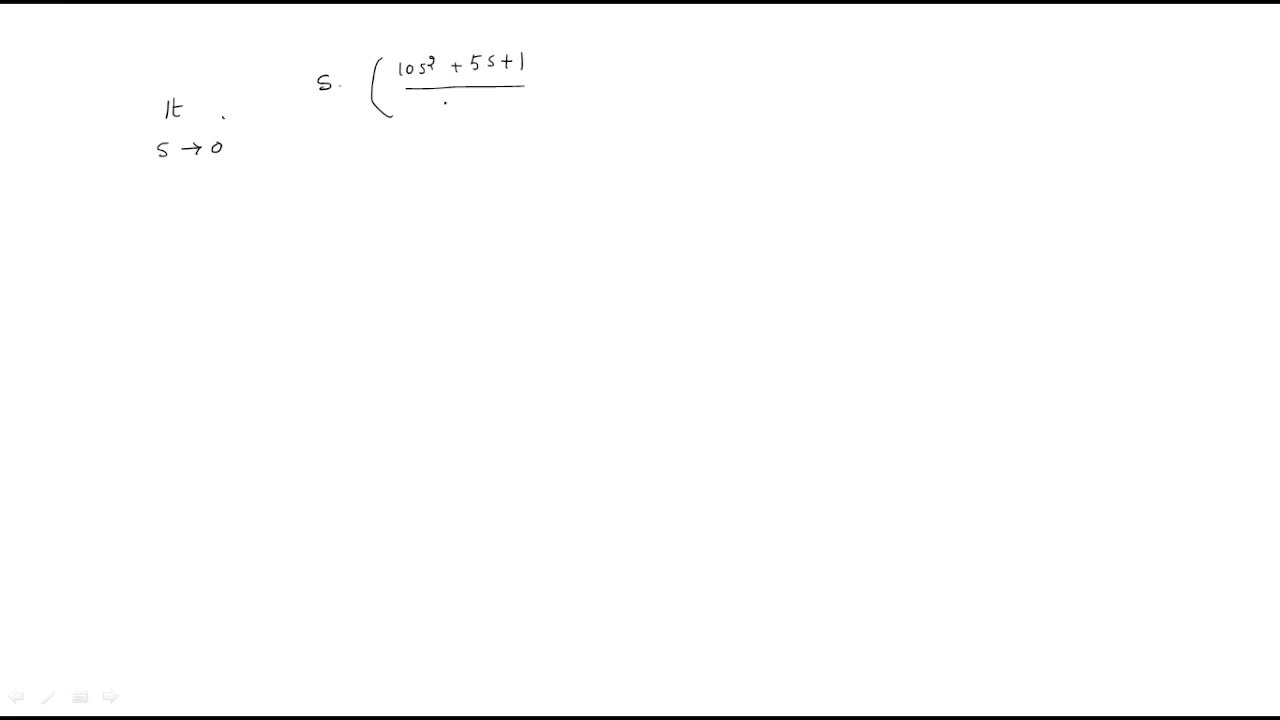 lt s. ( 10s² + 5s + 1
s → 0